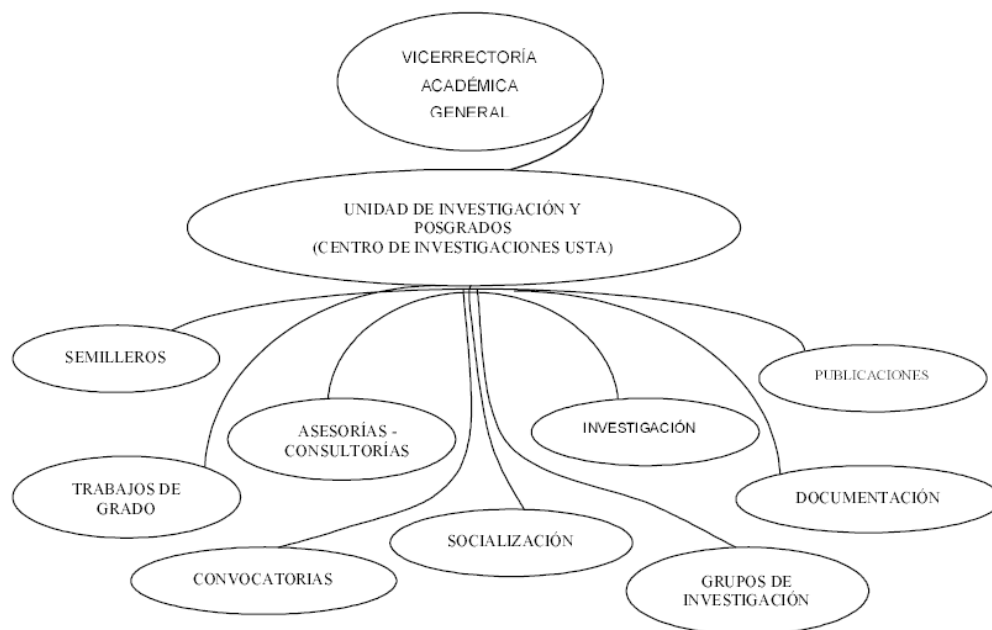 VICERRECTORÍA
ACADÉMICA
GENERAL
UNIDAD DE INVESTIGACIÓN Y
POSGRADOS
(CENTRO DE INVESTIGACIONES USTA)
SEMILLEROS
PUBLICACIONES
ASESORÍAS -
CONSULTORÍAS
INVESTIGACIÓN
TRABAJOS DE
GRADO
DOCUMENTACIÓN
SOCIALIZACIÓN
CONVOCATORIAS
GRUPOS DE
INVESTIGACIÓN